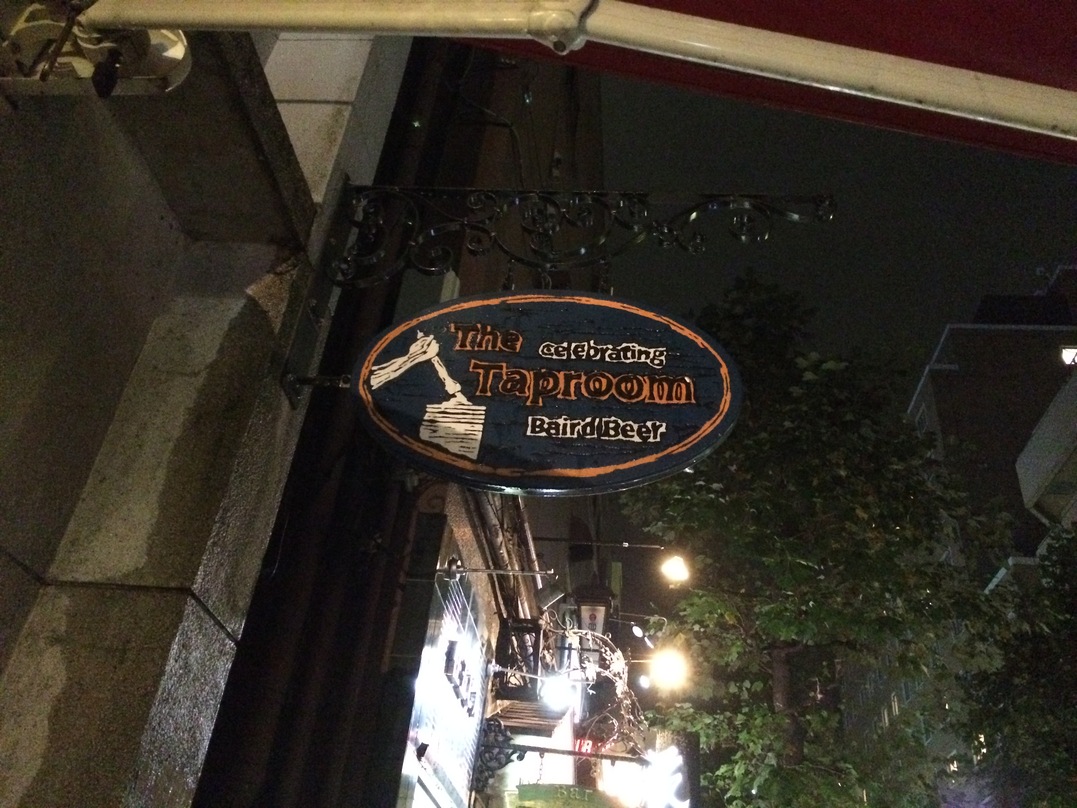 The
celebrating
Taproom
Baird Beer